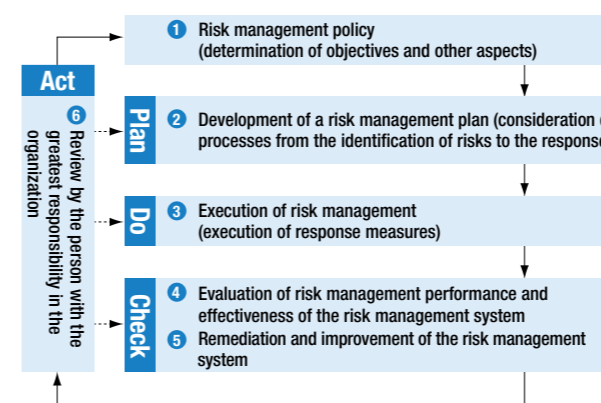 1 Risk management policy
(determination of objectives and other aspects)
Act
6 Review by the person with the
greatest responsibility in the
organization
Plan
2 Development of a risk management plan (consideration
processes from the identification of risks to the response
Do
3 Execution of risk management
(execution of response measures)
Check
4 Evaluation of risk management performance and
effectiveness of the risk management system
5 Remediation and improvement of the risk management
system